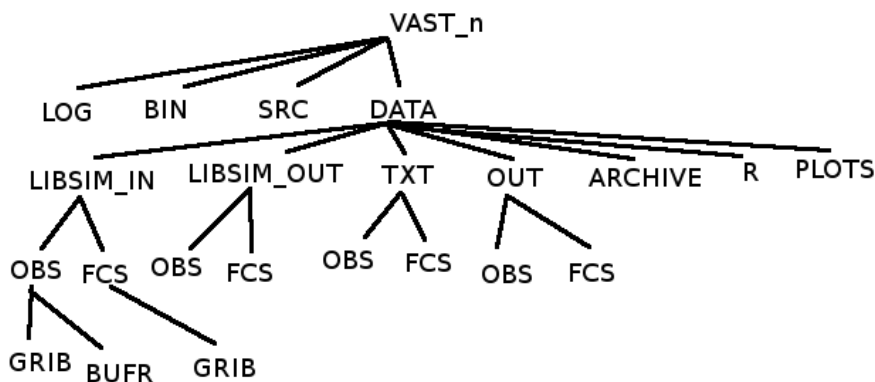 VAST_n
LOG BIN SRC DATA
LIBSIM_IN LIBSIM_OUT TXT OUT ARCHIVE R PLOTS
OBS FCS OBS FCS OBS FCS OBS FCS
GRIB BUFR GRIB